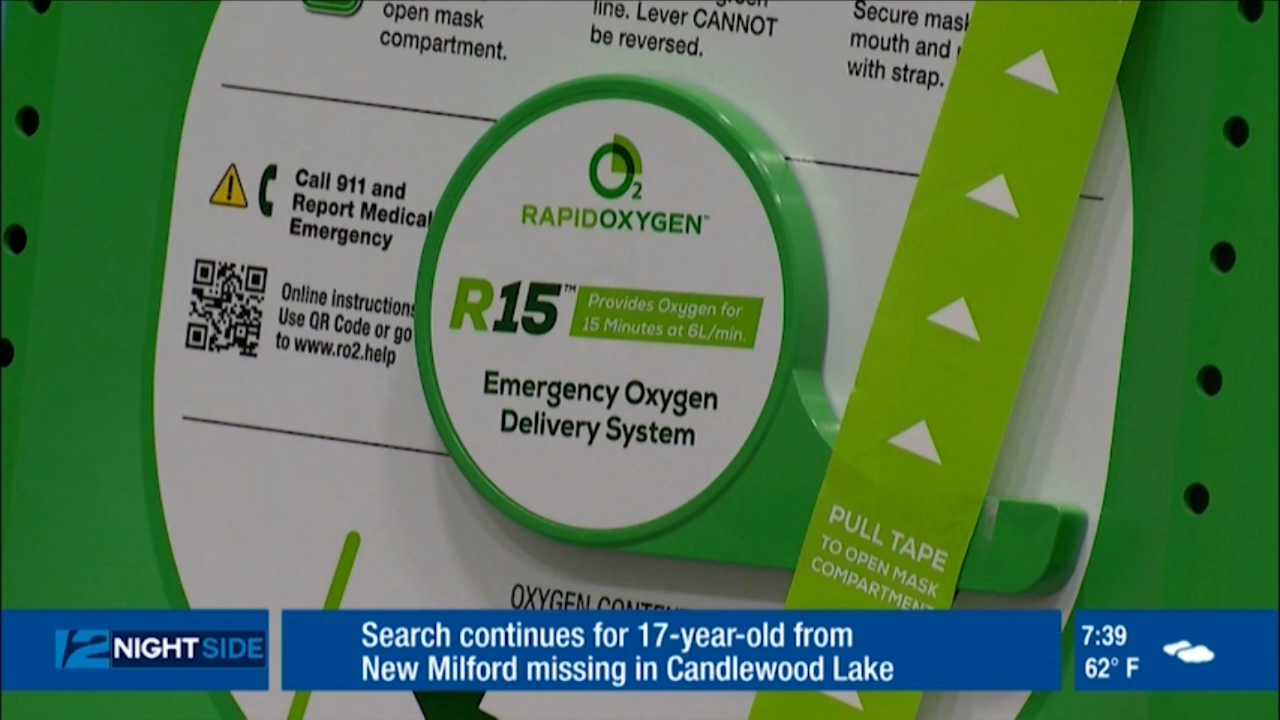 open mask
compartment.
line. Lever CANNOT
be reversed.
Secure mask
mouth and
with strap.
Call 911 and
Report Medical
Emergency
Online instructions
Use QR Code or go
to www.ro2.help
O2
RAPIDOXYGEN™
R15™
Provides Oxygen for
15 Minutes at 6L/min.
Emergency Oxygen
Delivery System
PULL TAPE
TO OPEN MASK
COMPARTMENT
OXYGEN
12 NIGHTSIDE
Search continues for 17-year-old from
New Milford missing in Candlewood Lake
7:39
62° F